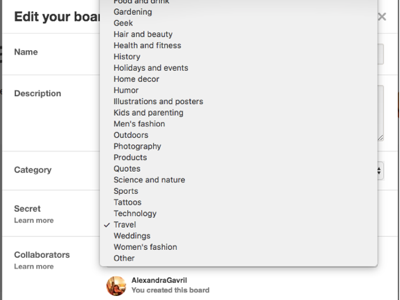 Food and drink
Edit your boar
Gardening
Geek
Hair and beauty
Health and fitness
History
Holidays and events
Home decor
Humor
Illustrations and posters
Kids and parenting
Men's fashion
Outdoors
Photography
Products
Quotes
Science and nature
Sports
Tattoos
Technology
✓ Travel
Weddings
Women's fashion
Other
Name
Description
Category
Secret
Learn more
Collaborators
Learn more
AlexandraGavril
You created this board